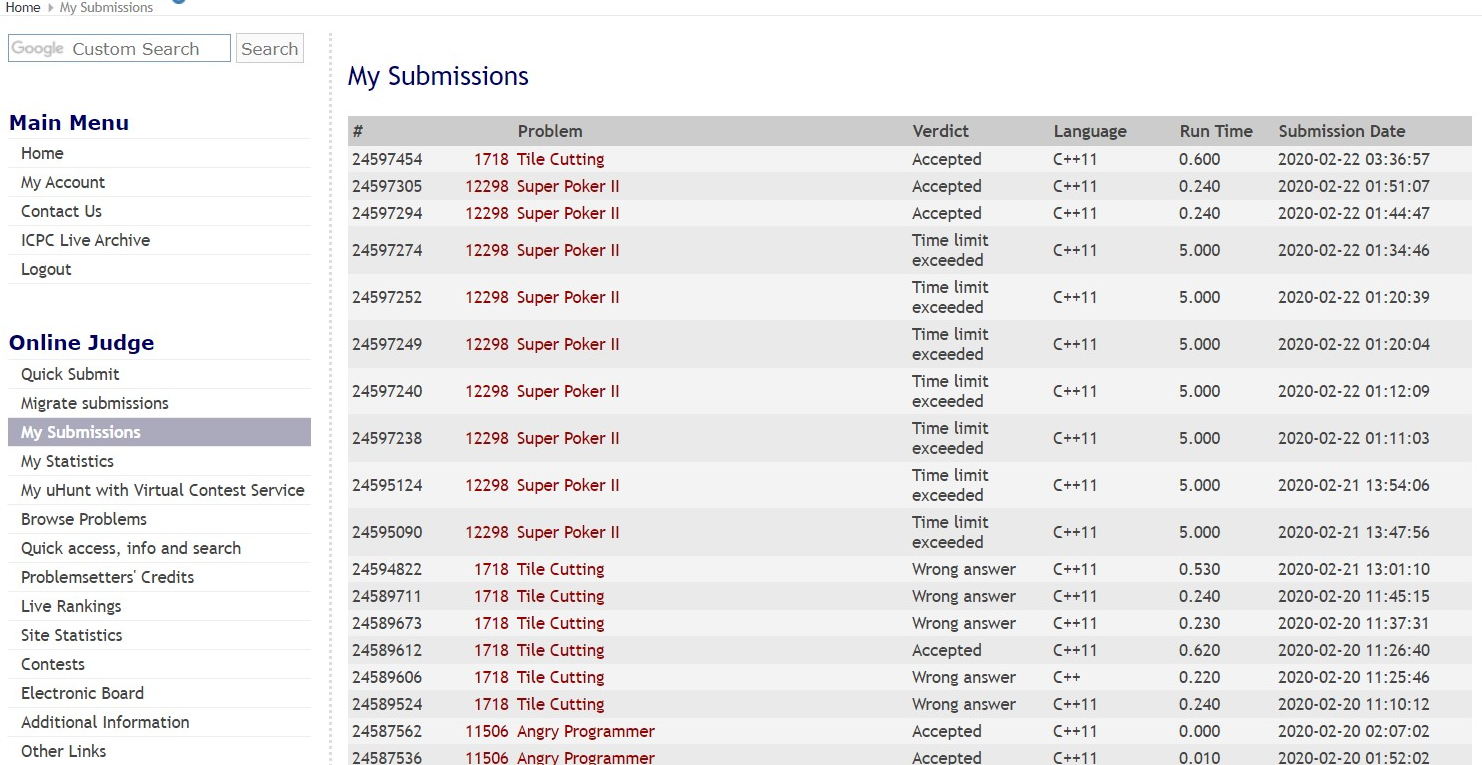 Home My Submissions
Google Custom Search Search
Main Menu
Home
My Account
Contact Us
ICPC Live Archive
Logout
Online Judge
Quick Submit
Migrate submissions
My Submissions
My Statistics
My uHunt with Virtual Contest Service
Browse Problems
Quick access, info and search
Problemsetters' Credits
Live Rankings
Site Statistics
Contests
Electronic Board
Additional Information
Other Links
My Submissions
# Problem Verdict Language Run Time Submission Date
24597454 1718 Tile Cutting Accepted C++11 0.600 2020-02-22 03:36:57
24597305 12298 Super Poker II Accepted C++11 0.240 2020-02-22 01:51:07
24597294 12298 Super Poker II Accepted C++11 0.240 2020-02-22 01:44:47
24597274 12298 Super Poker II Time limit exceeded C++11 5.000 2020-02-22 01:34:46
24597252 12298 Super Poker II Time limit exceeded C++11 5.000 2020-02-22 01:20:39
24597249 12298 Super Poker II Time limit exceeded C++11 5.000 2020-02-22 01:20:04
24597240 12298 Super Poker II Time limit exceeded C++11 5.000 2020-02-22 01:12:09
24597238 12298 Super Poker II Time limit exceeded C++11 5.000 2020-02-22 01:11:03
24595124 12298 Super Poker II Time limit exceeded C++11 5.000 2020-02-21 13:54:06
24595090 12298 Super Poker II Time limit exceeded C++11 5.000 2020-02-21 13:47:56
24594822 1718 Tile Cutting Wrong answer C++11 0.530 2020-02-21 13:01:10
24589711 1718 Tile Cutting Wrong answer C++11 0.240 2020-02-20 11:45:15
24589673 1718 Tile Cutting Wrong answer C++11 0.230 2020-02-20 11:37:31
24589612 1718 Tile Cutting Accepted C++11 0.620 2020-02-20 11:26:40
24589606 1718 Tile Cutting Wrong answer C++ 0.220 2020-02-20 11:25:46
24589524 1718 Tile Cutting Wrong answer C++11 0.240 2020-02-20 11:10:12
24587562 11506 Angry Programmer Accepted C++11 0.000 2020-02-20 02:07:02
24587536 11506 Angry Programmer Accepted C++11 0.010 2020-02-20 01:52:02